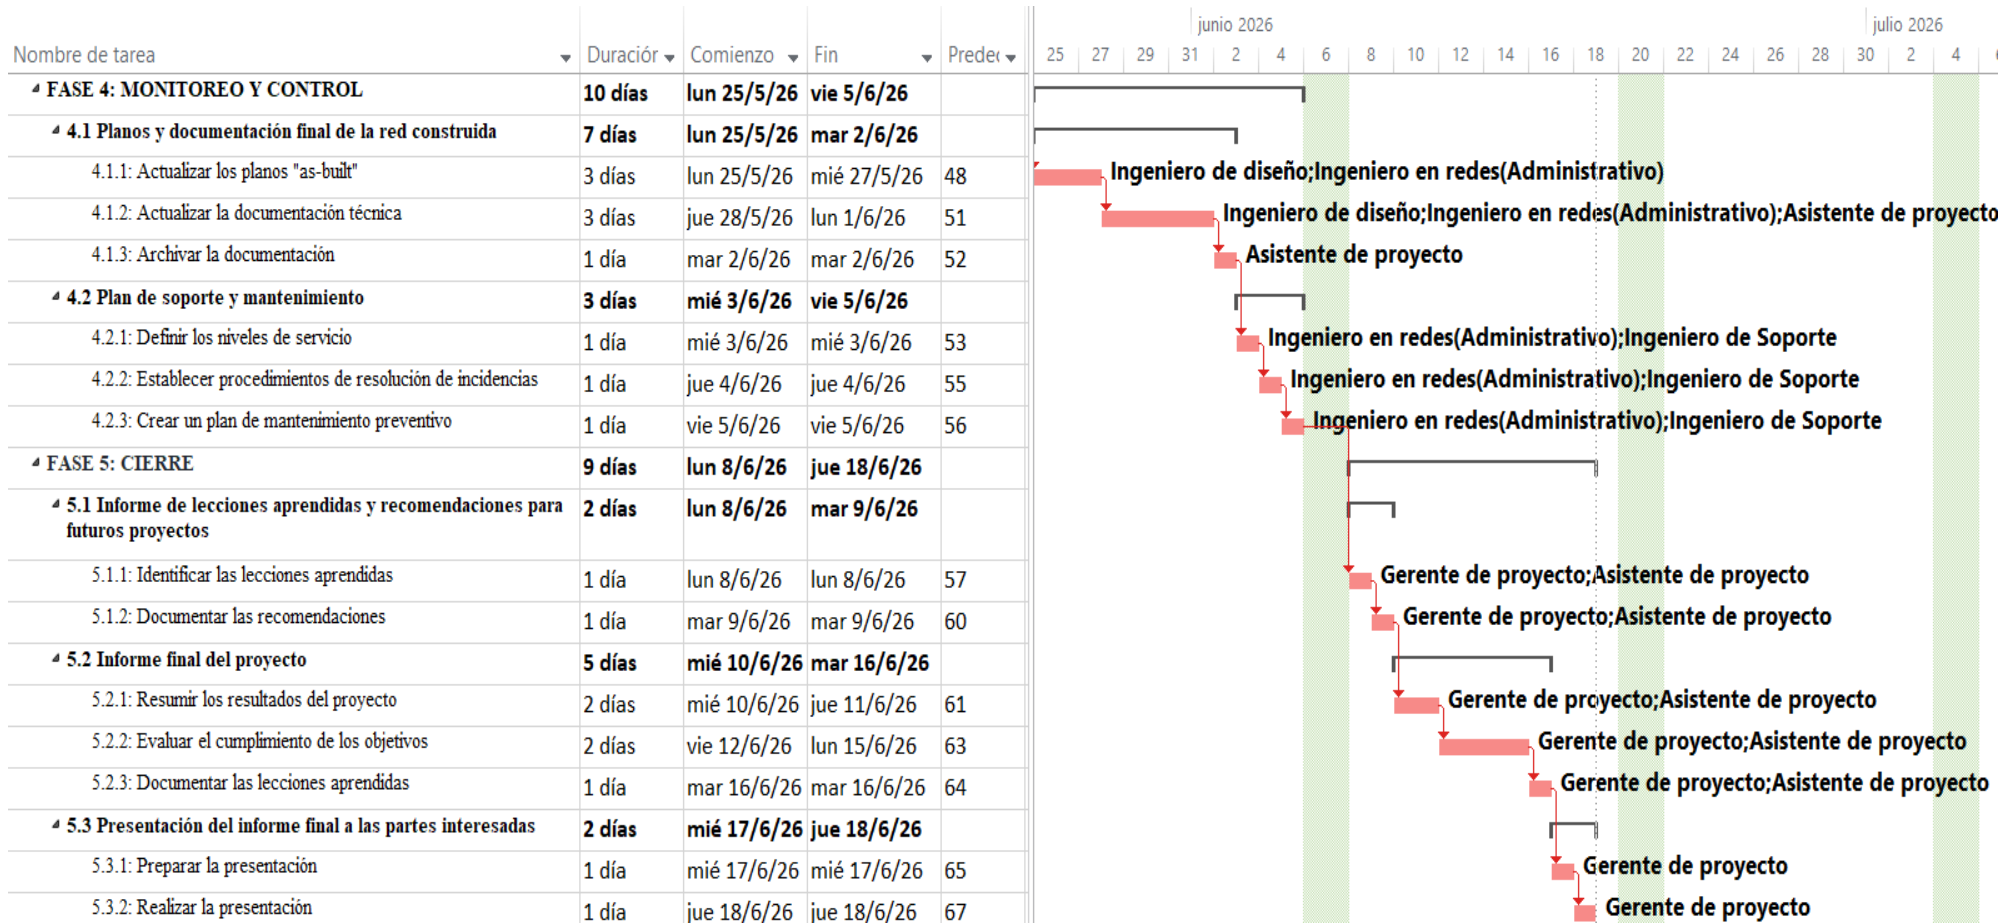 junio 2026 julio 2026
Nombre de tarea Duraciór Comienzo Fin Predec 25 27 29 31 2 4 6 8 10 12 14 16 18 20 22 24 26 28 30 2 4
FASE 4: MONITOREO Y CONTROL 10 días lun 25/5/26 vie 5/6/26
4.1 Planos y documentación final de la red construida 7 días lun 25/5/26 mar 2/6/26
4.1.1: Actualizar los planos "as-built" 3 días lun 25/5/26 mié 27/5/26 48 Ingeniero de diseño;Ingeniero en redes(Administrativo)
4.1.2: Actualizar la documentación técnica 3 días jue 28/5/26 lun 1/6/26 51 Ingeniero de diseño;Ingeniero en redes(Administrativo);Asistente de proyecto
4.1.3: Archivar la documentación 1 día mar 2/6/26 mar 2/6/26 52 Asistente de proyecto
4.2 Plan de soporte y mantenimiento 3 días mié 3/6/26 vie 5/6/26
4.2.1: Definir los niveles de servicio 1 día mié 3/6/26 mié 3/6/26 53 Ingeniero en redes(Administrativo);Ingeniero de Soporte
4.2.2: Establecer procedimientos de resolución de incidencias 1 día jue 4/6/26 jue 4/6/26 55 Ingeniero en redes(Administrativo);Ingeniero de Soporte
4.2.3: Crear un plan de mantenimiento preventivo 1 día vie 5/6/26 vie 5/6/26 56 Ingeniero en redes(Administrativo);Ingeniero de Soporte
FASE 5: CIERRE 9 días lun 8/6/26 jue 18/6/26
5.1 Informe de lecciones aprendidas y recomendaciones para 2 días lun 8/6/26 mar 9/6/26
futuros proyectos
5.1.1: Identificar las lecciones aprendidas 1 día lun 8/6/26 lun 8/6/26 57 Gerente de proyecto;Asistente de proyecto
5.1.2: Documentar las recomendaciones 1 día mar 9/6/26 mar 9/6/26 60 Gerente de proyecto;Asistente de proyecto
5.2 Informe final del proyecto 5 días mié 10/6/26 mar 16/6/26
5.2.1: Resumir los resultados del proyecto 2 días mié 10/6/26 jue 11/6/26 61 Gerente de proyecto;Asistente de proyecto
5.2.2: Evaluar el cumplimiento de los objetivos 2 días vie 12/6/26 lun 15/6/26 63 Gerente de proyecto;Asistente de proyecto
5.2.3: Documentar las lecciones aprendidas 1 día mar 16/6/26 mar 16/6/26 64 Gerente de proyecto;Asistente de proyecto
5.3 Presentación del informe final a las partes interesadas 2 días mié 17/6/26 jue 18/6/26
5.3.1: Preparar la presentación 1 día mié 17/6/26 mié 17/6/26 65 Gerente de proyecto
5.3.2: Realizar la presentación 1 día jue 18/6/26 jue 18/6/26 67 Gerente de proyecto